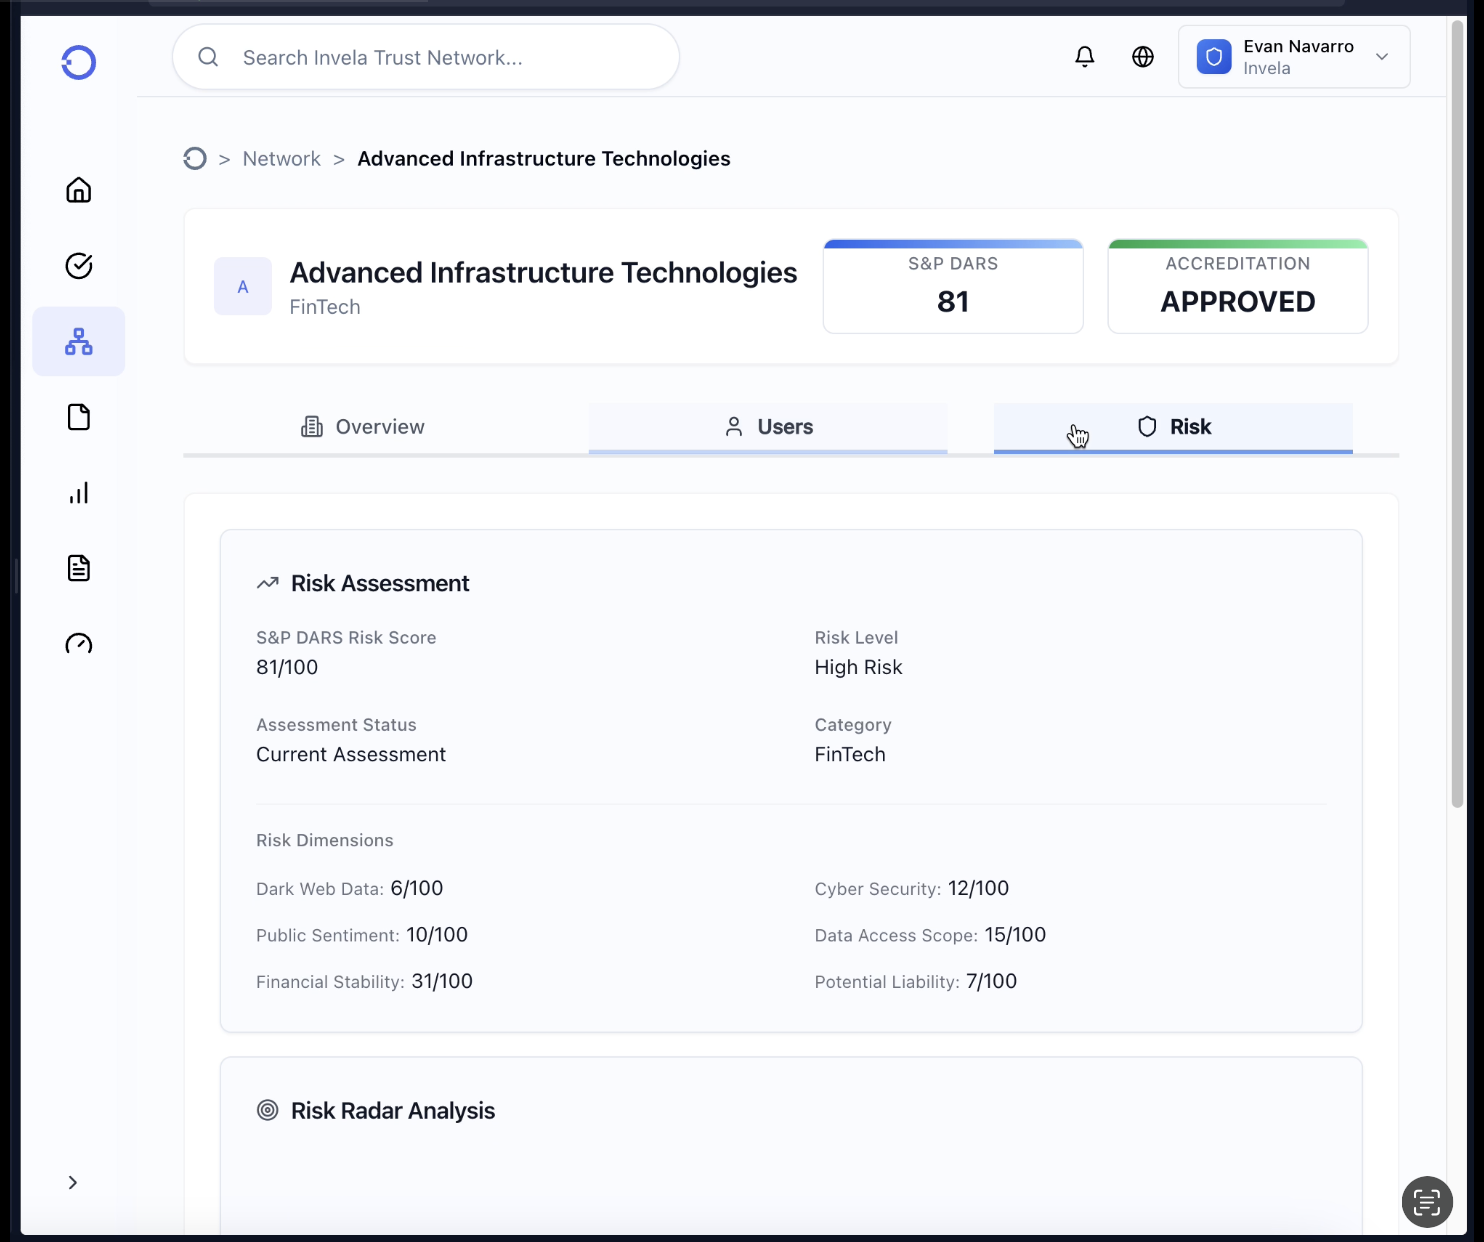 Search Invela Trust Network...
Evan Navarro
Invela
> Network > Advanced Infrastructure Technologies
A
Advanced Infrastructure Technologies
FinTech
S&P DARS
81
ACCREDITATION
APPROVED
Overview
Users
Risk
Risk Assessment
S&P DARS Risk Score
81/100
Risk Level
High Risk
Assessment Status
Current Assessment
Category
FinTech
Risk Dimensions
Dark Web Data: 6/100
Cyber Security: 12/100
Public Sentiment: 10/100
Data Access Scope: 15/100
Financial Stability: 31/100
Potential Liability: 7/100
Risk Radar Analysis